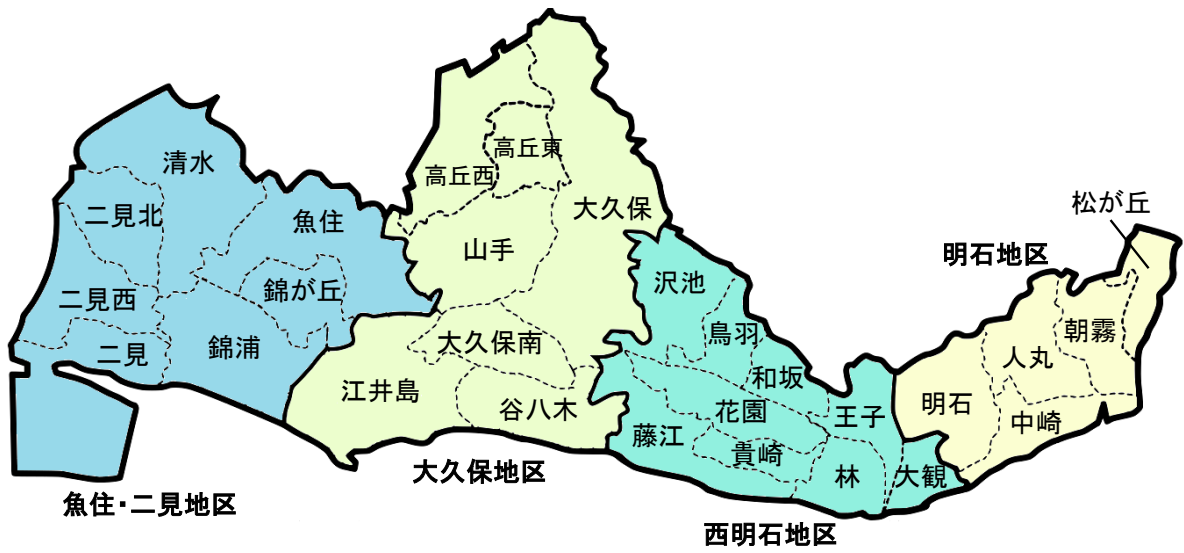 清水
二見北
魚住
二見西
錦が丘
二見
錦浦
魚住・二見地区
高丘東
高丘西
大久保
山手
大久保南
江井島
谷八木
大久保地区
沢池
鳥羽
和坂
花園
王子
藤江
貴崎
林
大観
西明石地区
松が丘
明石地区
朝霧
人丸
明石
中崎